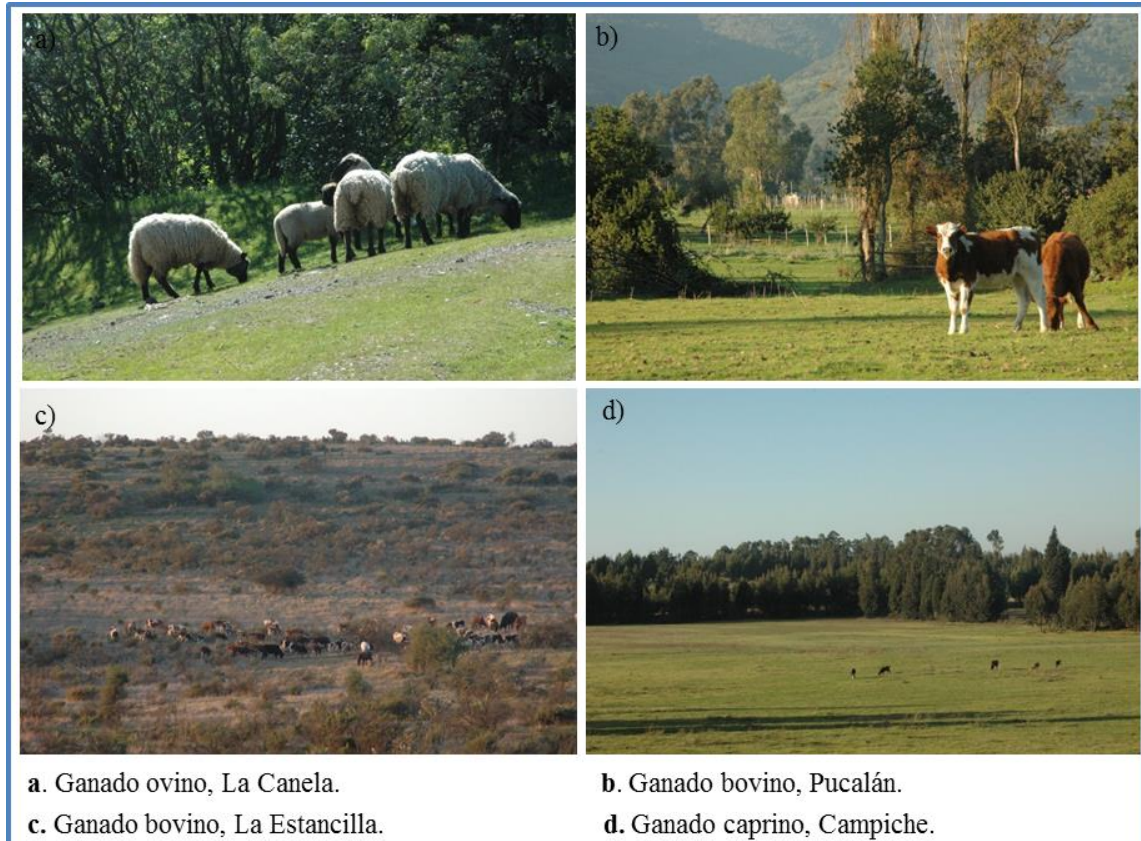 a)
b)
c)
d)
a. Ganado ovino, La Canela.
b. Ganado bovino, Pucalán.
c. Ganado bovino, La Estancilla.
d. Ganado caprino, Campiche.